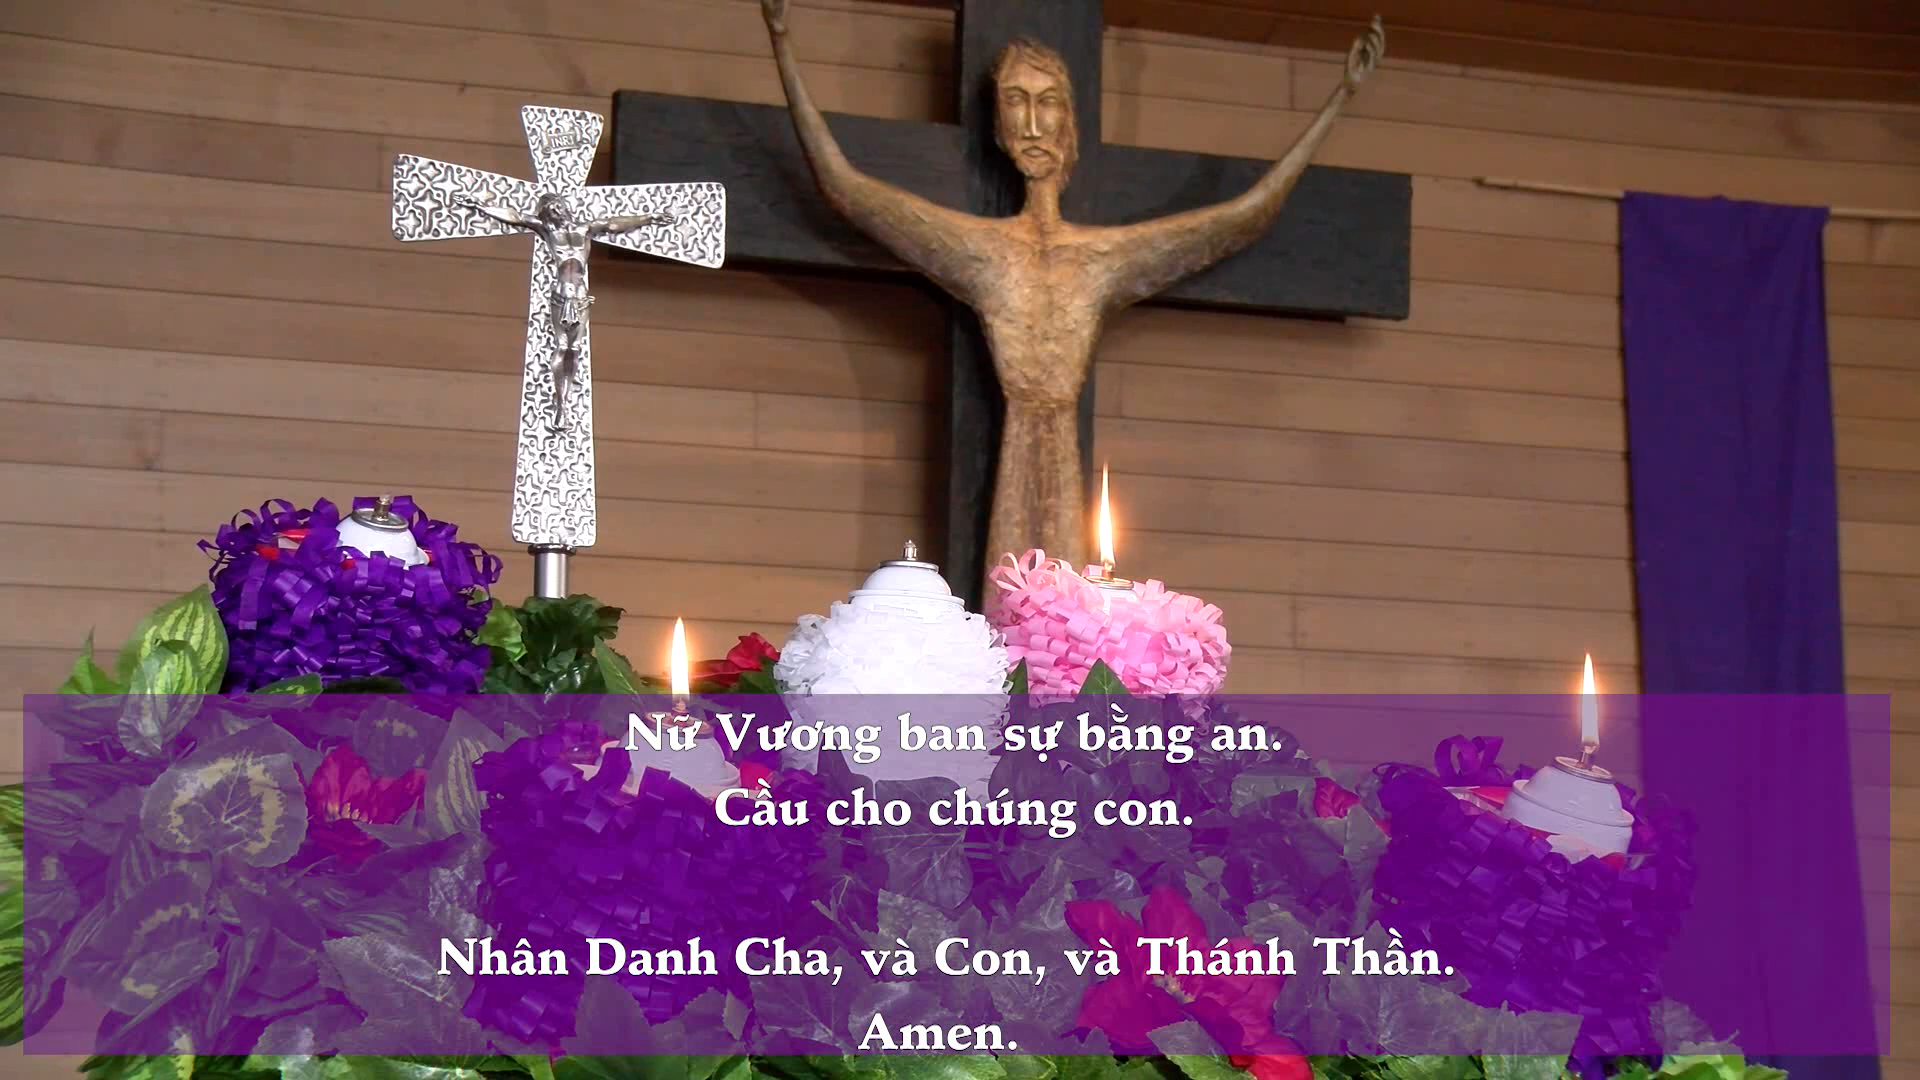 INRI
Nữ Vương ban sự bằng an.
Cầu cho chúng con.
Nhân Danh Cha, và Con, và Thánh Thần.
Amen.